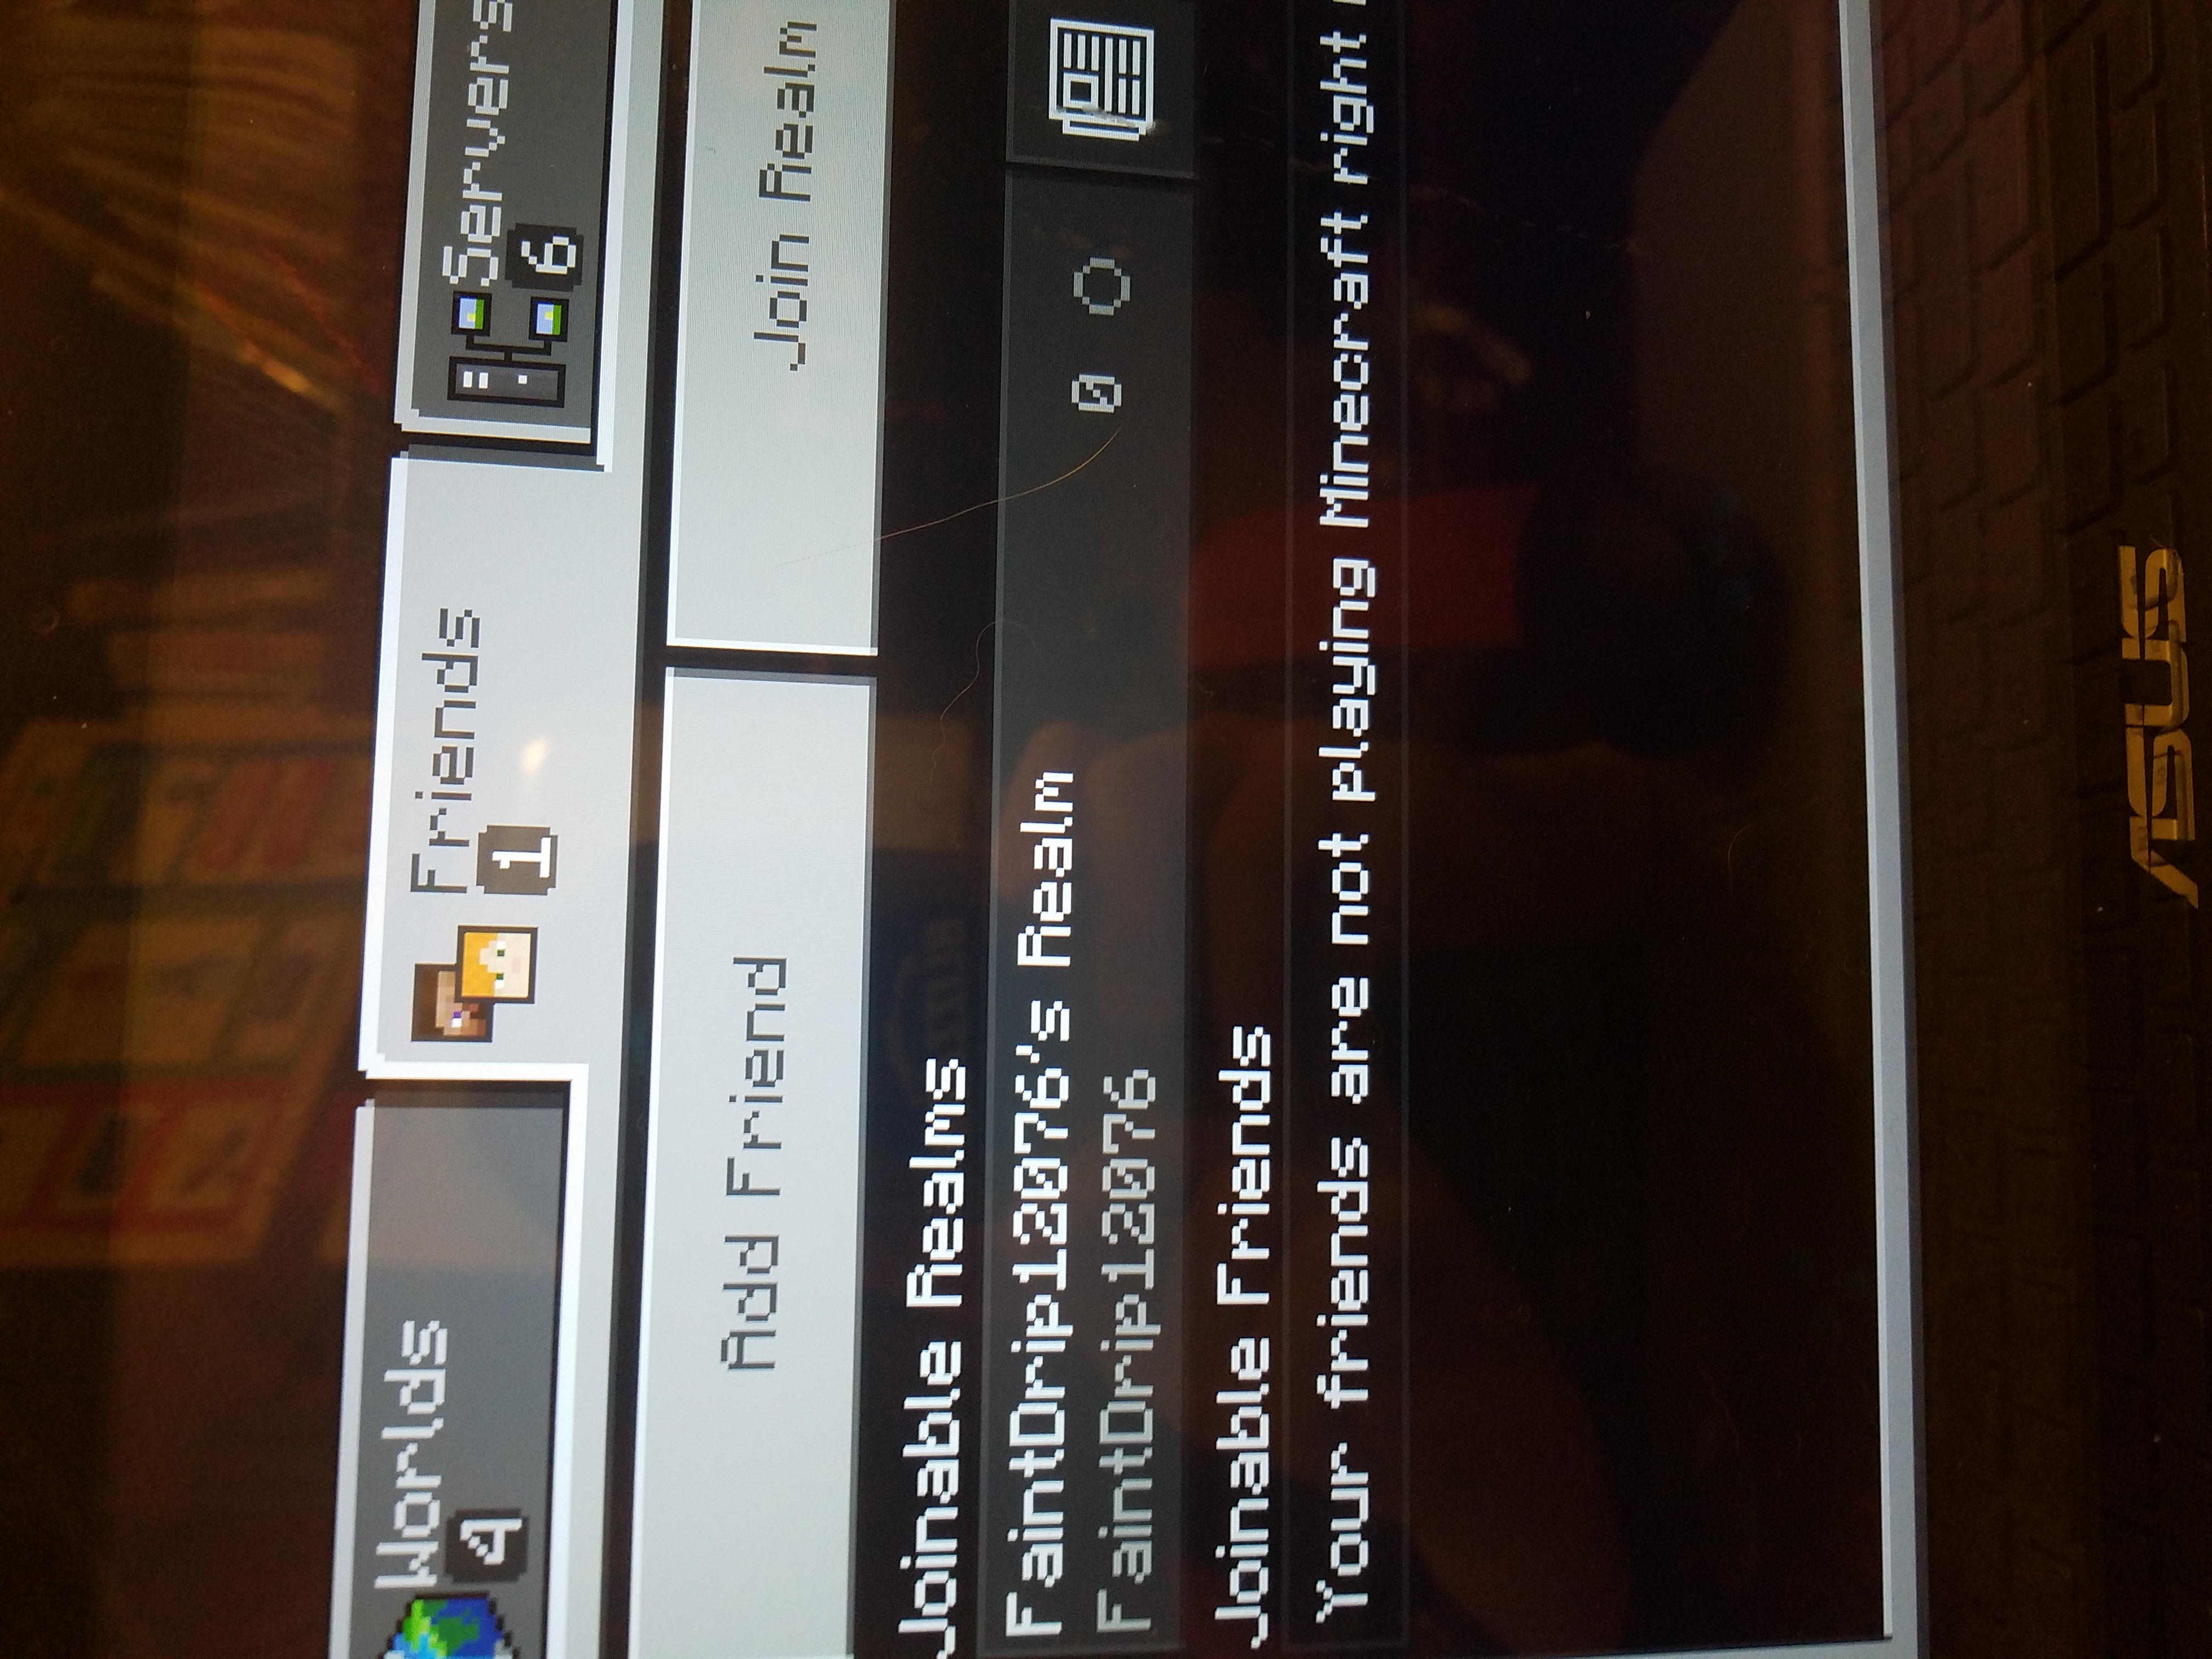 Worlds
4
Friends
1
Servers
6
Add Friend
Join Realm
Joinable Realms
FaintDrip12076's Realm
FaintDrip12076
0
Joinable Friends
Your friends are not playing Minecraft right
ASUS